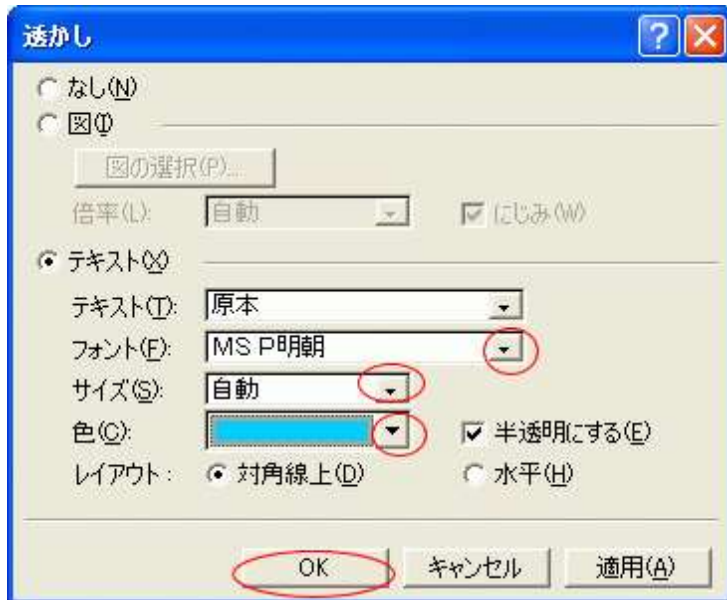 透かし
なし(N)
図(I)
図の選択(P)...
倍率(L): 自動 にじみ(W)
テキスト(X)
テキスト(T): 原本
フォント(F): MS P明朝
サイズ(S): 自動
色(C): 半透明にする(E)
レイアウト: 対角線上(D) 水平(H)
OK キャンセル 適用(A)